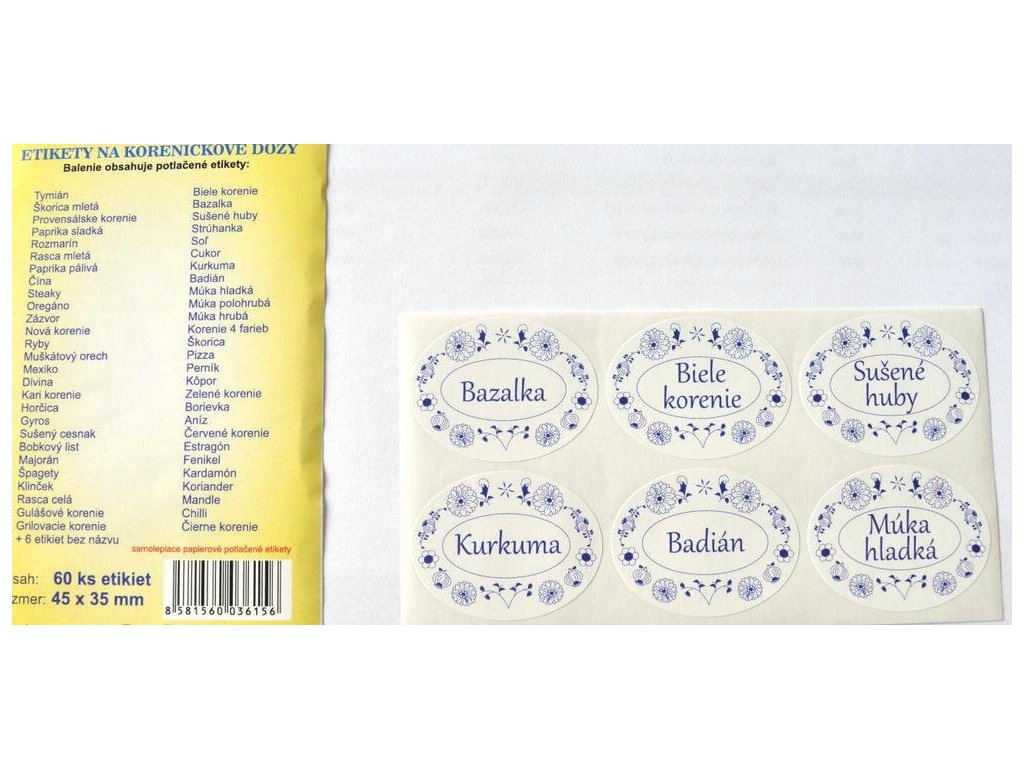 ETIKETY NA KORENIČKOVÉ DÓZY
Balenie obsahuje potlačené etikety:
Tymián
Škorica mletá
Provensálske korenie
Paprika sladká
Rozmarín
Rasca mletá
Paprika pálivá
Čína
Steaky
Oregáno
Zázvor
Nová korenie
Ryby
Muškátový orech
Mexiko
Divina
Kari korenie
Horčica
Gyros
Sušený cesnak
Bobkový list
Majorán
Špagety
Klinček
Rasca celá
Gulášové korenie
Grilovacie korenie
+ 6 etikiet bez názvu
Biele korenie
Bazalka
Sušené huby
Strúhanka
Soľ
Cukor
Kurkuma
Badián
Múka hladká
Múka polohrubá
Múka hrubá
Korenie 4 farieb
Škorica
Pizza
Perník
Kôpor
Zelené korenie
Borievka
Aníz
Červené korenie
Estragón
Fenikel
Kardamón
Koriander
Mandle
Chilli
Čierne korenie
samolepiace papierové potlačené etikety
sah: 60 ks etikiet
zmer: 45 x 35 mm
8 581560 036156
Bazalka
Biele
korenie
Sušené
huby
Kurkuma
Badián
Múka
hladká